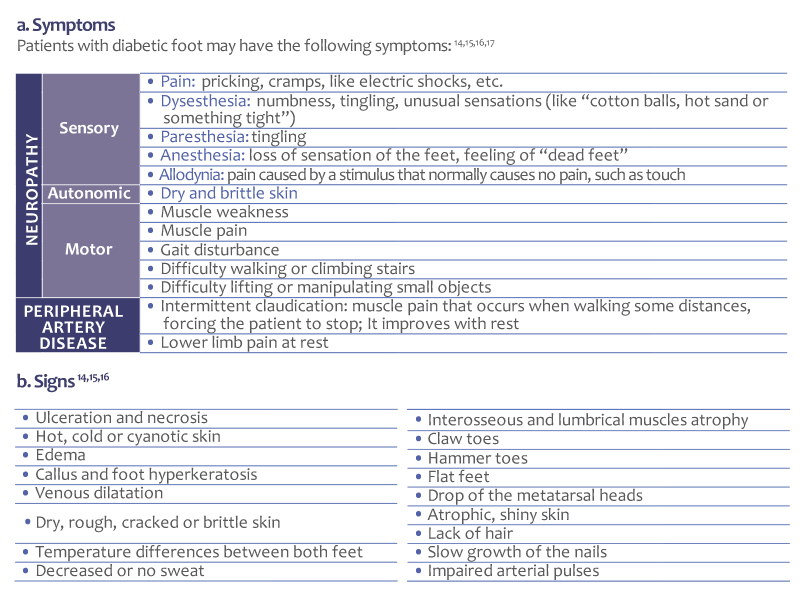 a. Symptoms
Patients with diabetic foot may have the following symptoms: 14,15,16,17
NEUROPATHY
Sensory
• Pain: pricking, cramps, like electric shocks, etc.
• Dysesthesia: numbness, tingling, unusual sensations (like “cotton balls, hot sand or
something tight”)
• Paresthesia: tingling
• Anesthesia: loss of sensation of the feet, feeling of “dead feet”
• Allodynia: pain caused by a stimulus that normally causes no pain, such as touch
Autonomic
• Dry and brittle skin
Motor
• Muscle weakness
• Muscle pain
• Gait disturbance
• Difficulty walking or climbing stairs
• Difficulty lifting or manipulating small objects
PERIPHERAL
ARTERY
DISEASE
• Intermittent claudication: muscle pain that occurs when walking some distances,
forcing the patient to stop; It improves with rest
• Lower limb pain at rest
b. Signs 14,15,16
• Ulceration and necrosis
• Hot, cold or cyanotic skin
• Edema
• Callus and foot hyperkeratosis
• Venous dilatation
• Dry, rough, cracked or brittle skin
• Temperature differences between both feet
• Decreased or no sweat
• Interosseous and lumbrical muscles atrophy
• Claw toes
• Hammer toes
• Flat feet
• Drop of the metatarsal heads
• Atrophic, shiny skin
• Lack of hair
• Slow growth of the nails
• Impaired arterial pulses